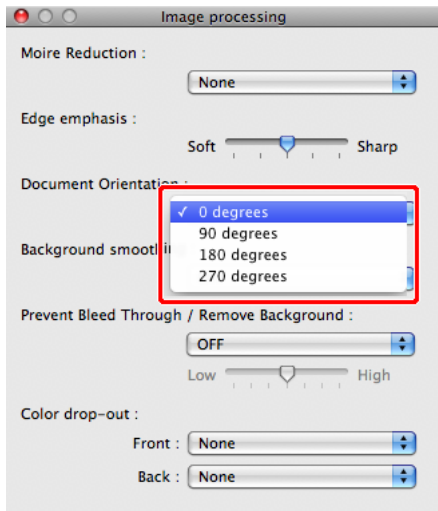 Image processing
Moire Reduction :
None
Edge emphasis :
Soft Sharp
Document Orientation :
✓ 0 degrees
90 degrees
180 degrees
270 degrees
Background smoothi
Prevent Bleed Through / Remove Background :
OFF
Low High
Color drop-out :
Front : None
Back : None